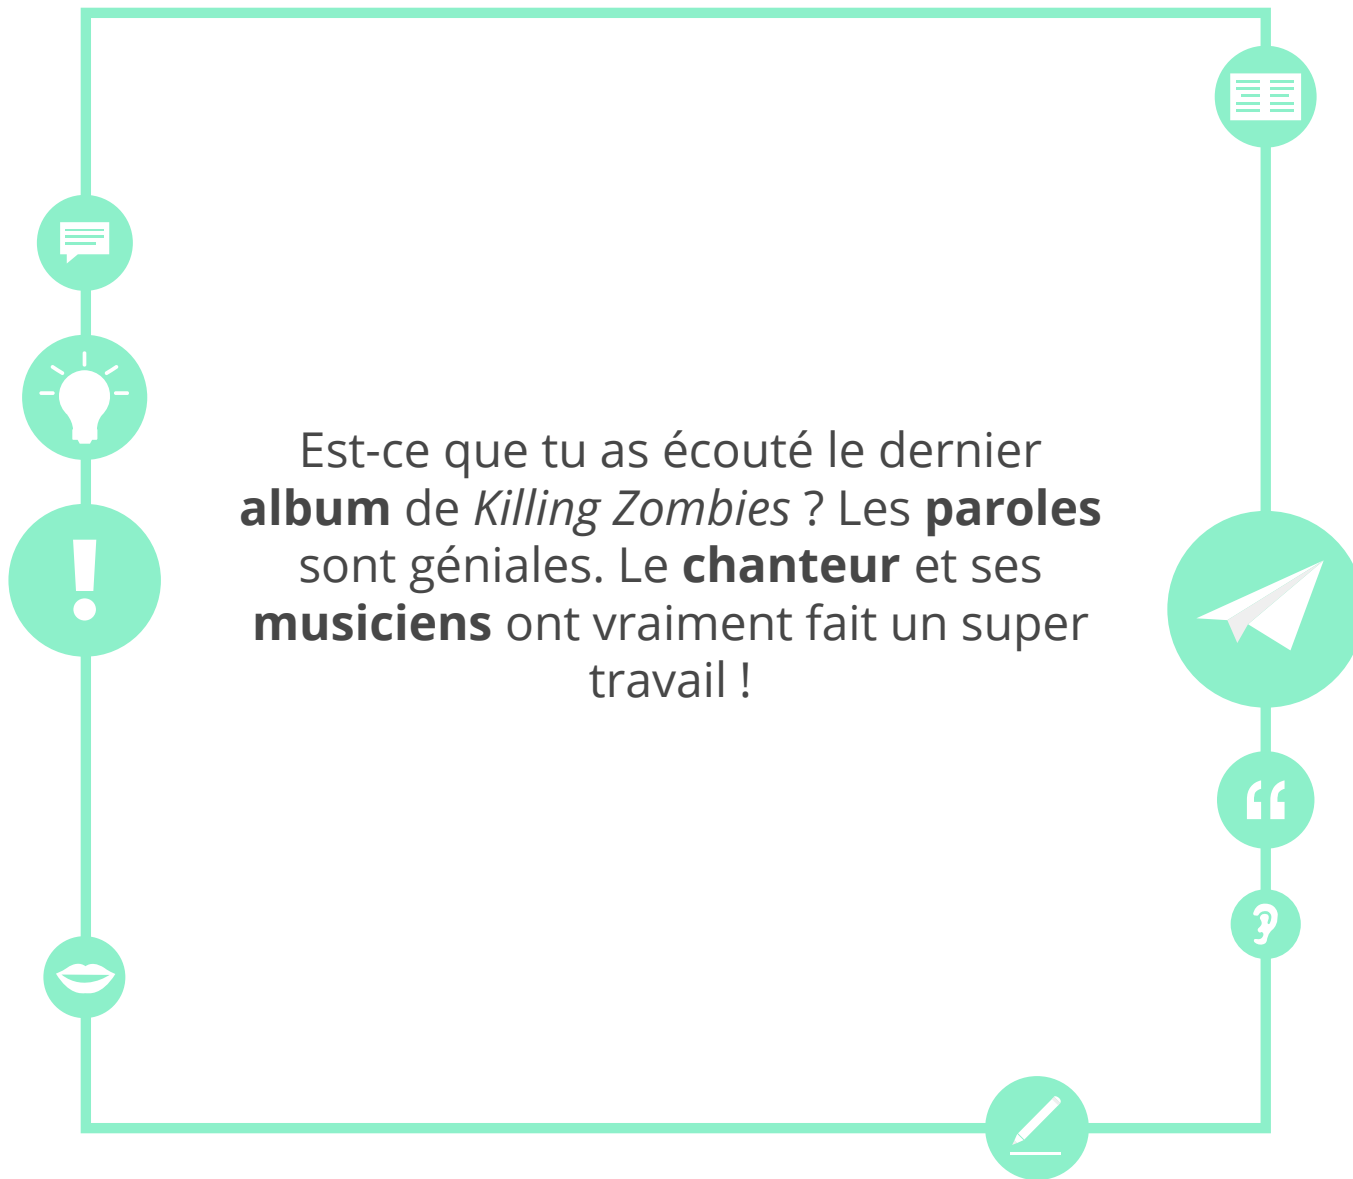 Est-ce que tu as écouté le dernier
album de Killing Zombies ? Les paroles
sont géniales. Le chanteur et ses
musiciens ont vraiment fait un super
travail !